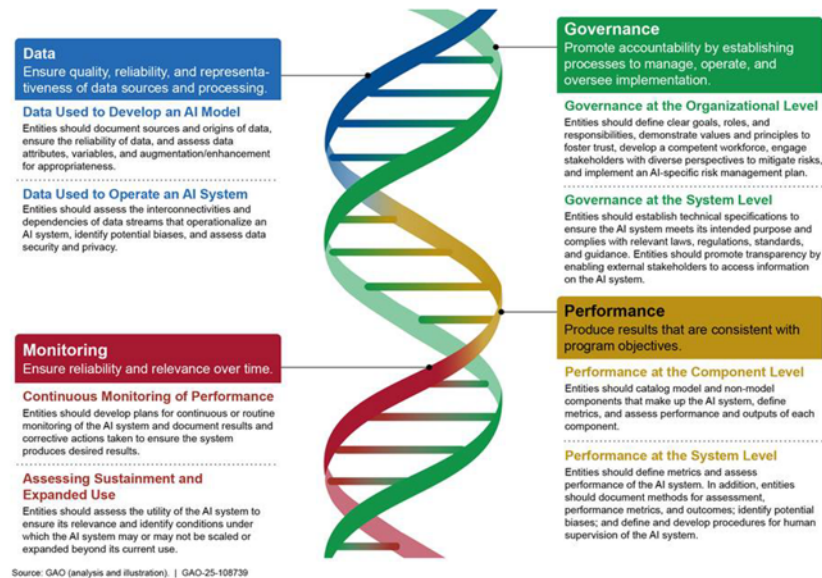 Data
Ensure quality, reliability, and representa-
tiveness of data sources and processing.
Data Used to Develop an AI Model
Entities should document sources and origins of data,
ensure the reliability of data, and assess data
attributes, variables, and augmentation/enhancement
for appropriateness.
Data Used to Operate an AI System
Entities should assess the interconnectivities and
dependencies of data streams that operationalize an
AI system, identify potential biases, and assess data
security and privacy.
Governance
Promote accountability by establishing
processes to manage, operate, and
oversee implementation.
Governance at the Organizational Level
Entities should define clear goals, roles, and
responsibilities, demonstrate values and principles to
foster trust, develop a competent workforce, engage
stakeholders with diverse perspectives to mitigate risks,
and implement an AI-specific risk management plan.
Governance at the System Level
Entities should establish technical specifications to
ensure the AI system meets its intended purpose and
complies with relevant laws, regulations, standards,
and guidance. Entities should promote transparency by
enabling external stakeholders to access information
on the AI system.
Monitoring
Ensure reliability and relevance over time.
Continuous Monitoring of Performance
Entities should develop plans for continuous or routine
monitoring of the AI system and document results and
corrective actions taken to ensure the system
produces desired results.
Assessing Sustainment and
Expanded Use
Entities should assess the utility of the AI system to
ensure its relevance and identify conditions under
which the AI system may or may not be scaled or
expanded beyond its current use.
Performance
Produce results that are consistent with
program objectives.
Performance at the Component Level
Entities should catalog model and non-model
components that make up the AI system, define
metrics, and assess performance and outputs of each
component.
Performance at the System Level
Entities should define metrics and assess
performance of the AI system. In addition, entities
should document methods for assessment,
performance metrics, and outcomes; identify potential
biases; and define and develop procedures for human
supervision of the AI system.
Source: GAO (analysis and illustration). | GAO-25-108739